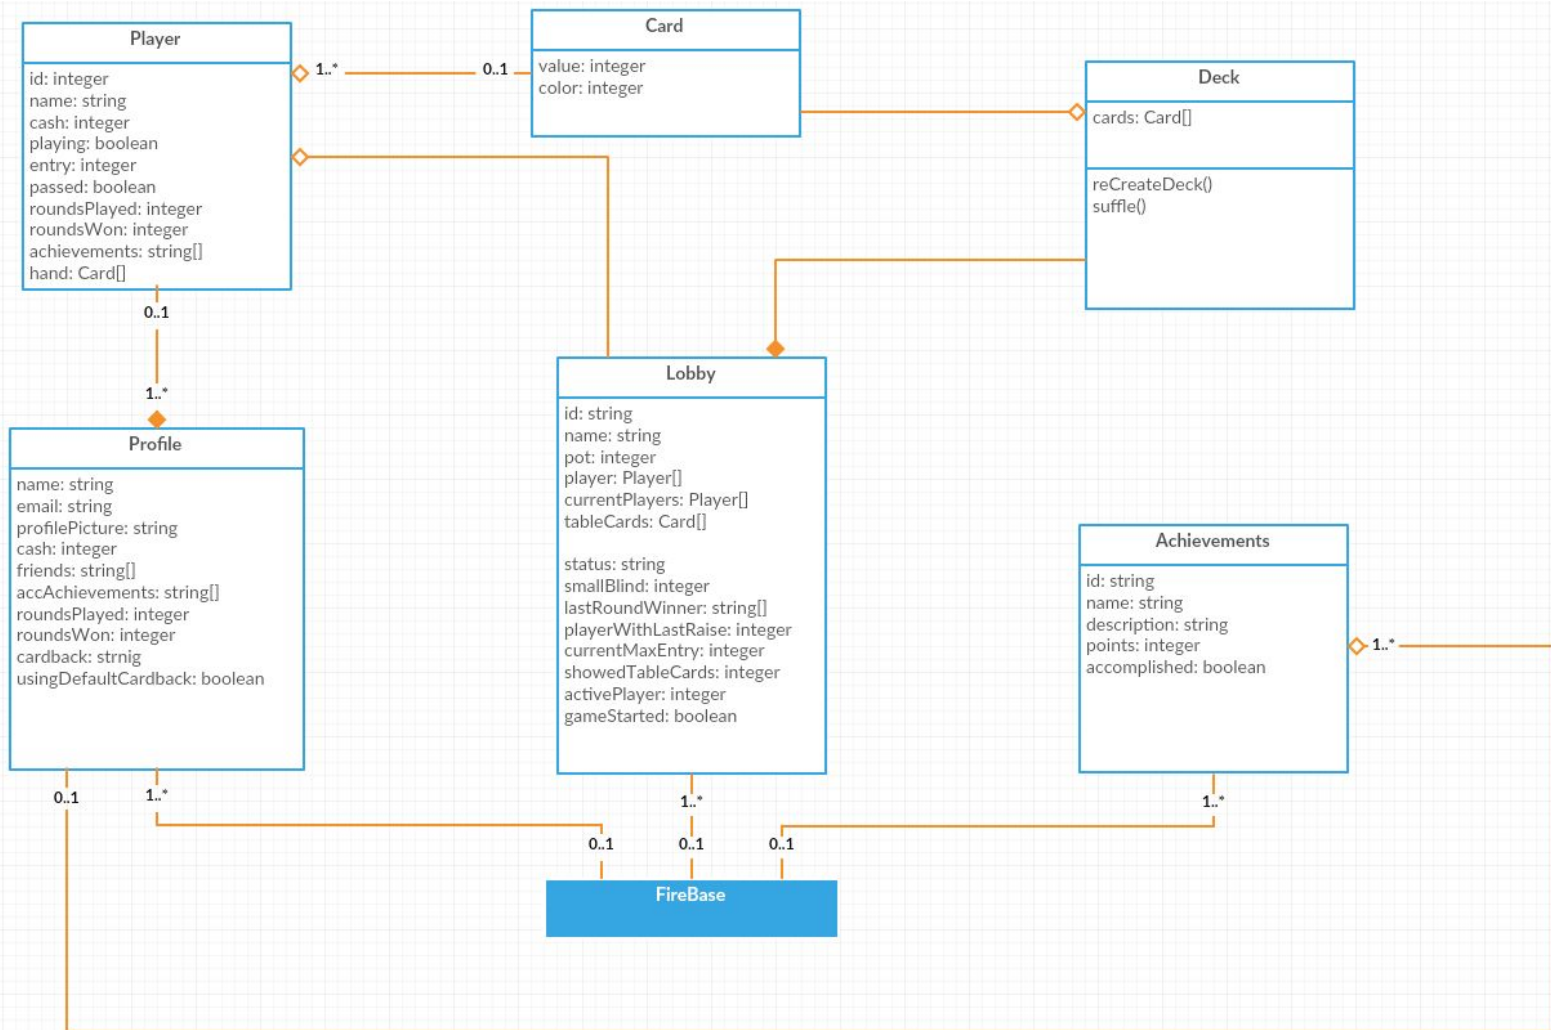 Player
id: integer
name: string
cash: integer
playing: boolean
entry: integer
passed: boolean
roundsPlayed: integer
roundsWon: integer
achievements: string[]
hand: Card[]
1..*
0..1
Card
value: integer
color: integer
Deck
cards: Card[]
reCreateDeck()
suffle()
0..1
1..*
Profile
name: string
email: string
profilePicture: string
cash: integer
friends: string[]
accAchievements: string[]
roundsPlayed: integer
roundsWon: integer
cardback: strnig
usingDefaultCardback: boolean
Lobby
id: string
name: string
pot: integer
player: Player[]
currentPlayers: Player[]
tableCards: Card[]
status: string
smallBlind: integer
lastRoundWinner: string[]
playerWithLastRaise: integer
currentMaxEntry: integer
showedTableCards: integer
activePlayer: integer
gameStarted: boolean
Achievements
id: string
name: string
description: string
points: integer
accomplished: boolean
1..*
0..1
1..*
1..*
1..*
0..1
0..1
0..1
FireBase